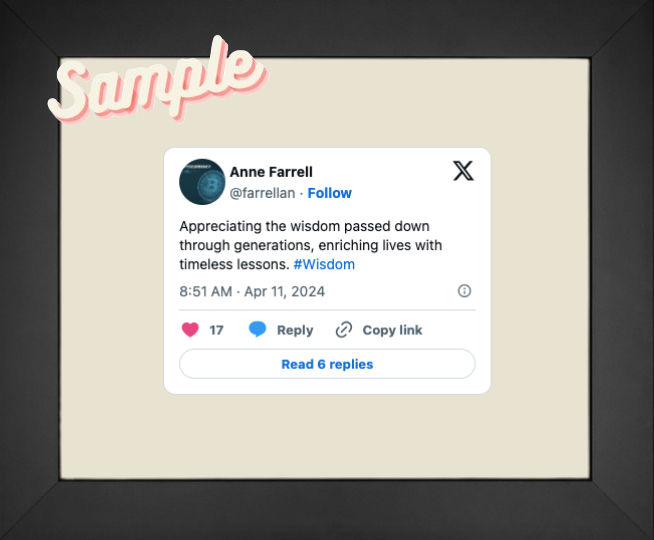 Sample
Anne Farrell
@farrellan · Follow
Appreciating the wisdom passed down
through generations, enriching lives with
timeless lessons. #Wisdom
8:51 AM · Apr 11, 2024
17 Reply Copy link
Read 6 replies